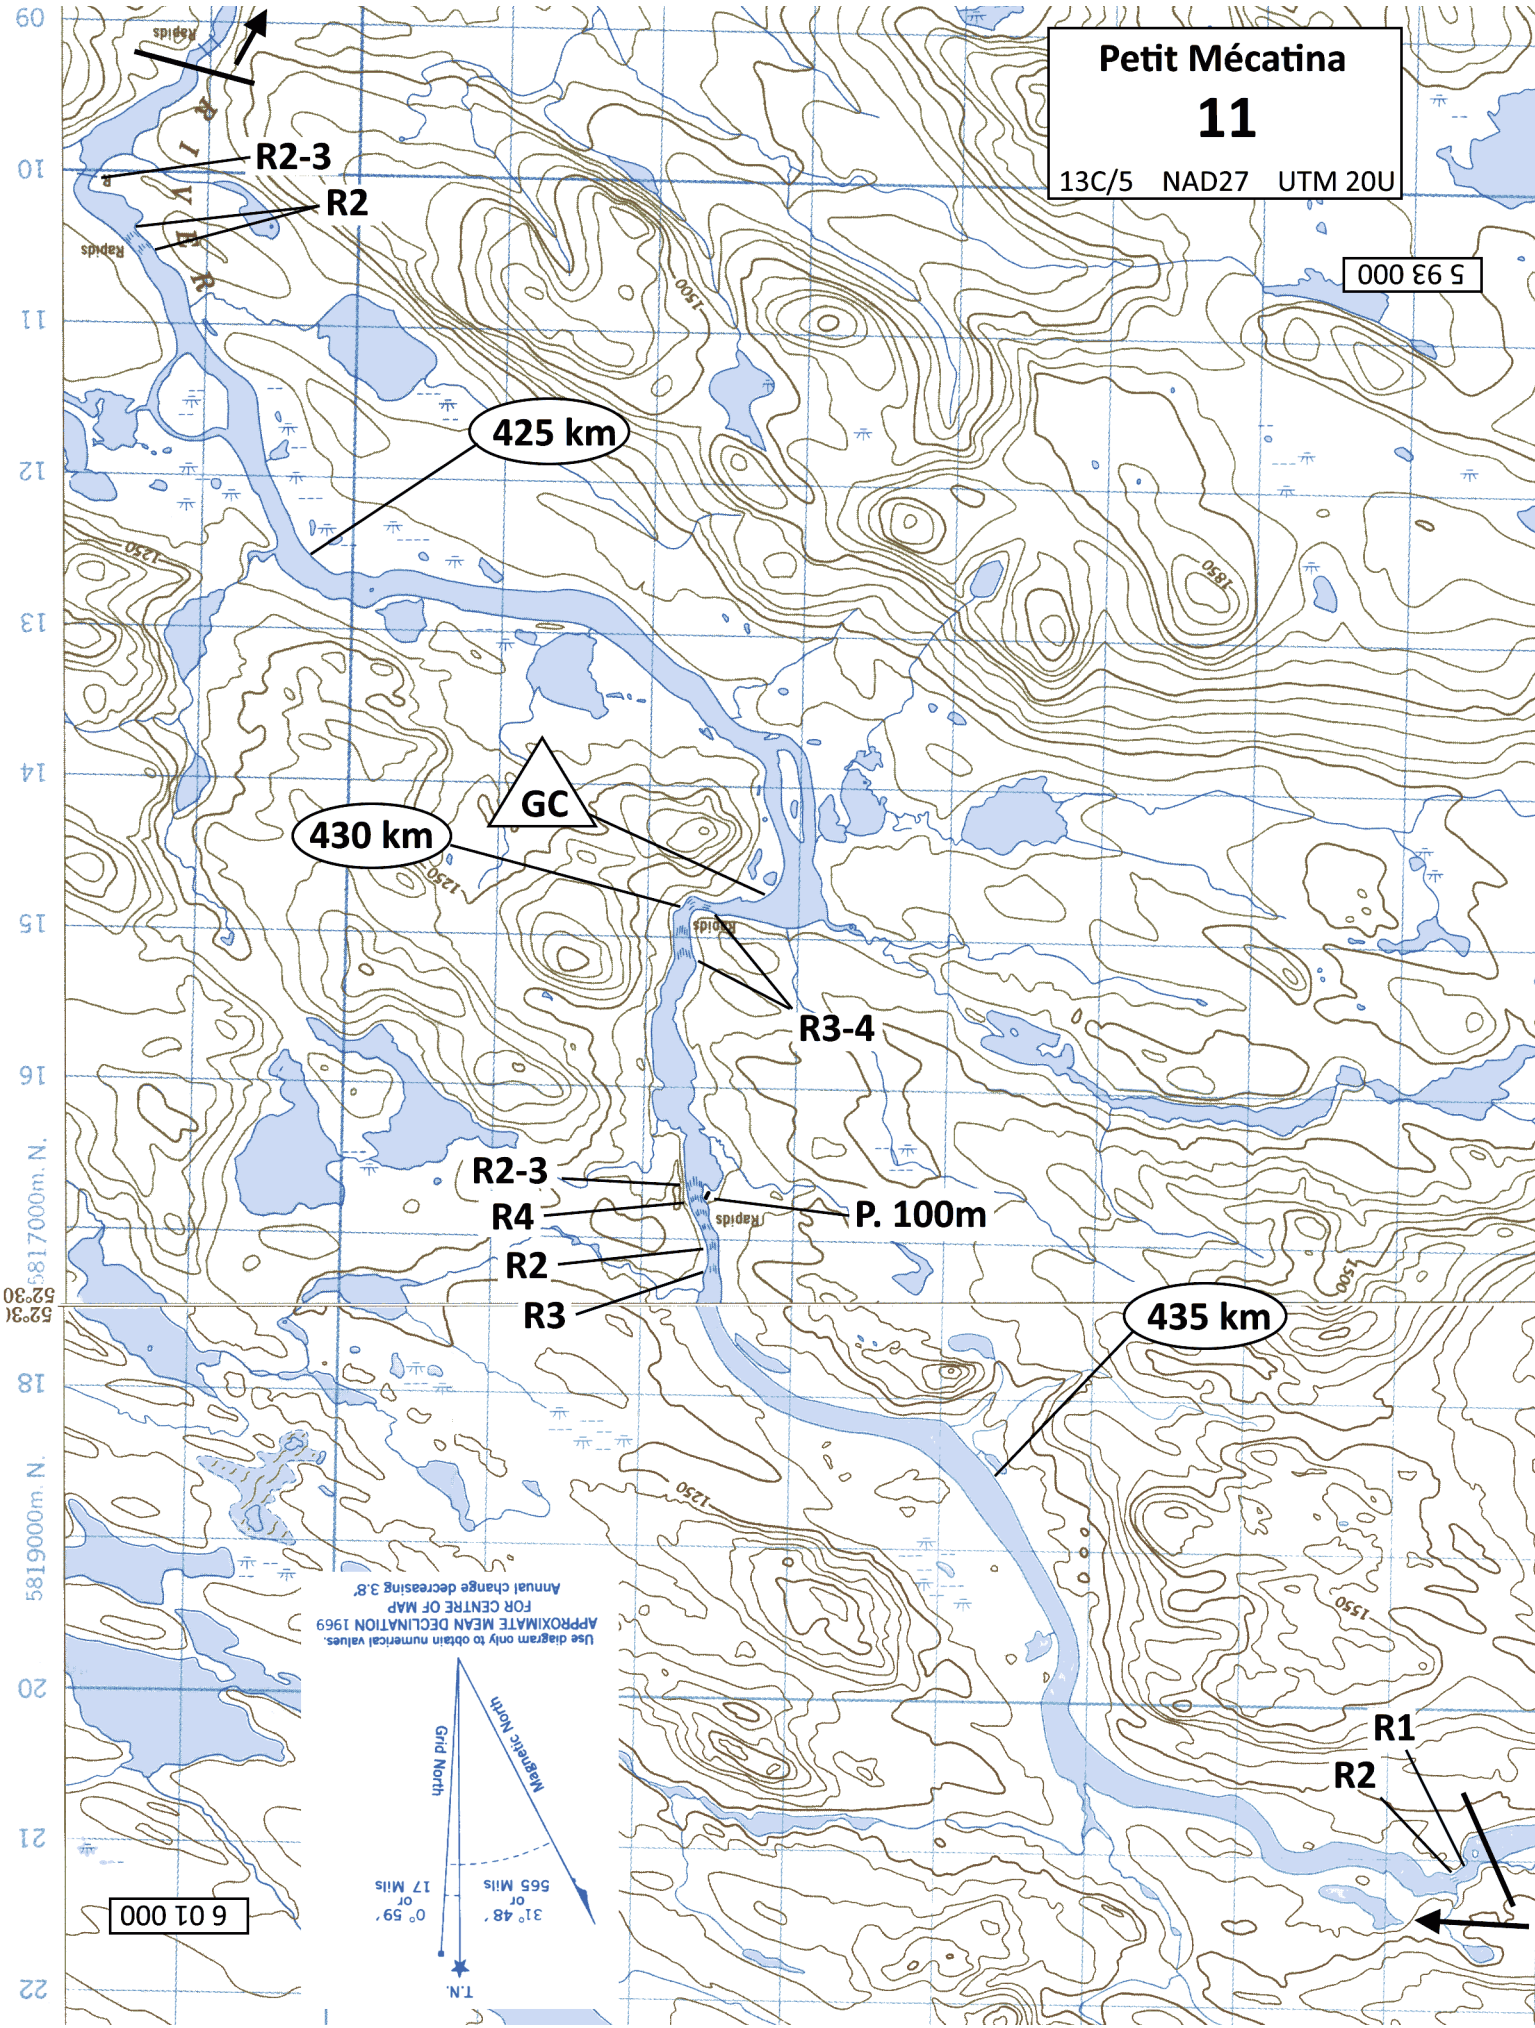 Petit Mécatina
11
13C/5 NAD27 UTM 20U
5 93 000
09
Rapids
RIVER
10
R2-3
R
R2
Rapids
11
1500
425 km
12
1250
1850
13
14
GC
430 km
1250
15
Rapids
R3-4
16
5817000m. N.
R2-3
R4
R2
R3
R
Rapids
P. 100m
1500
52°30
52°3
435 km
18
1250
5819000m. N.
1550
20
Use diagram only to obtain numerical values.
APPROXIMATE MEAN DECLINATION 1969
FOR CENTRE OF MAP
Annual change decreasing 3.8'
Grid North
Magnetic North
0° 59'
or
17 Mils
31° 48'
or
565 Mils
T.N.
R1
R2
21
6 01 000
22